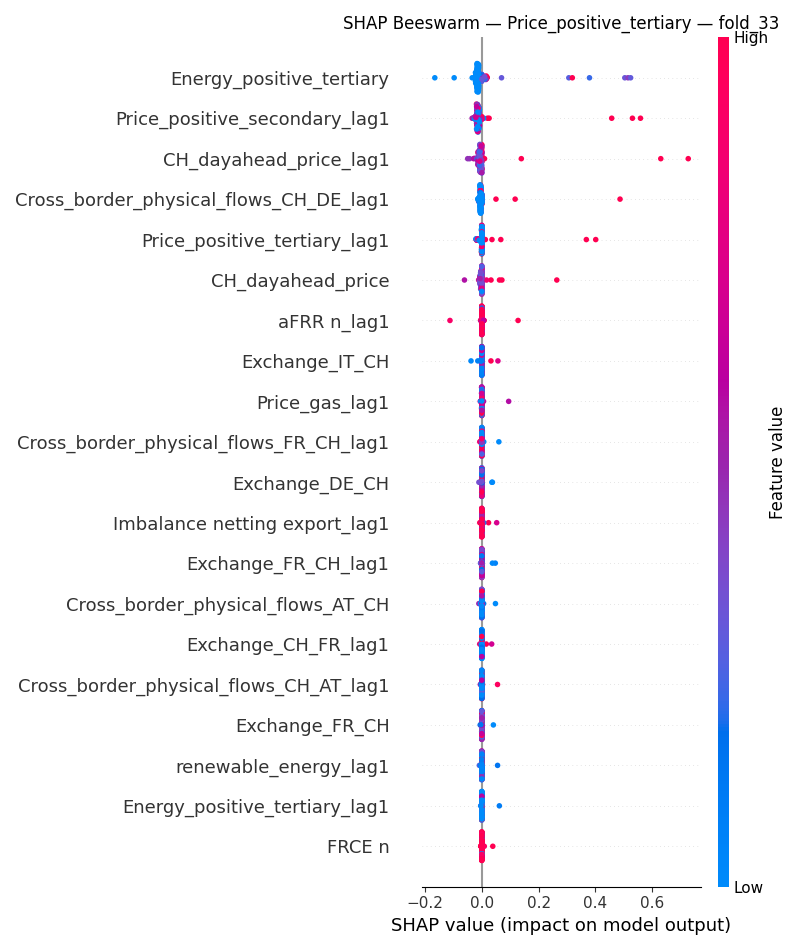 SHAP Beeswarm — Price_positive_tertiary — fold_33
High
Energy_positive_tertiary
Price_positive_secondary_lag1
CH_dayahead_price_lag1
Cross_border_physical_flows_CH_DE_lag1
Price_positive_tertiary_lag1
CH_dayahead_price
aFRR n_lag1
Exchange_IT_CH
Price_gas_lag1
Cross_border_physical_flows_FR_CH_lag1
Exchange_DE_CH
Imbalance netting export_lag1
Exchange_FR_CH_lag1
Cross_border_physical_flows_AT_CH
Exchange_CH_FR_lag1
Cross_border_physical_flows_CH_AT_lag1
Exchange_FR_CH
renewable_energy_lag1
Energy_positive_tertiary_lag1
FRCE n
Feature value
Low
−0.2 0.0 0.2 0.4 0.6
SHAP value (impact on model output)